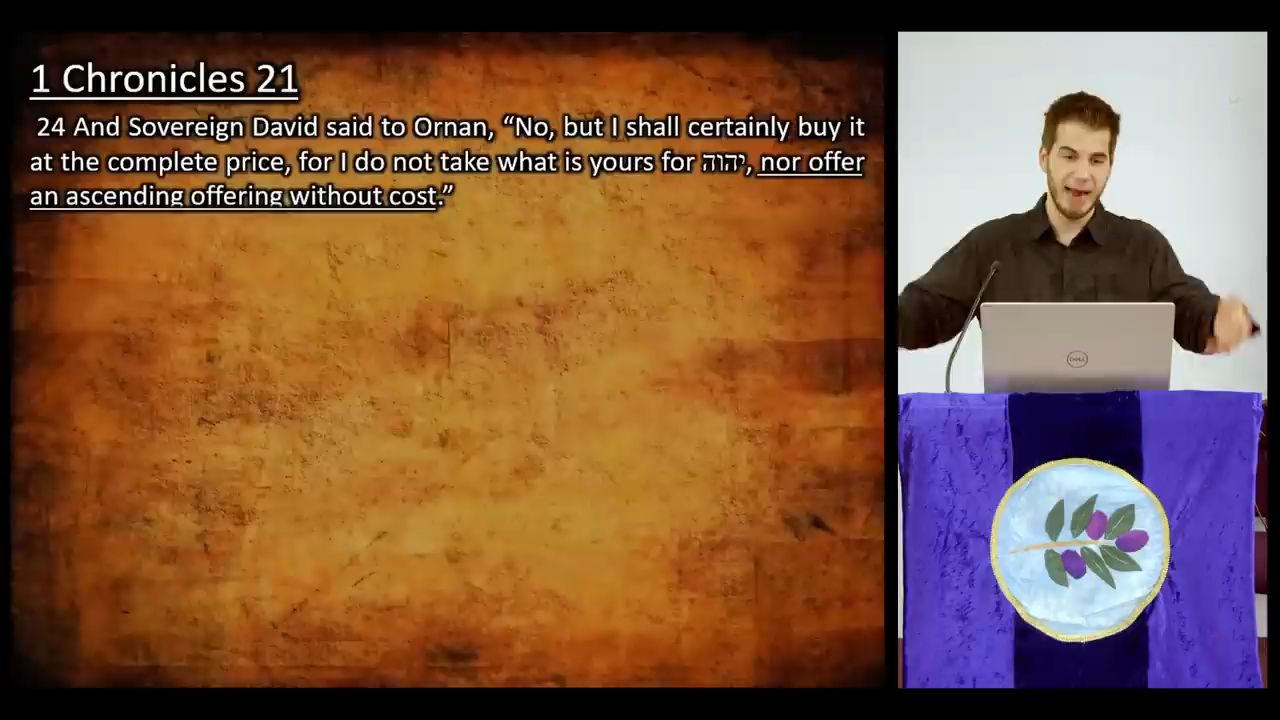 1 Chronicles 21
24 And Sovereign David said to Ornan, “No, but I shall certainly buy it
at the complete price, for I do not take what is yours for יהוה, nor offer
an ascending offering without cost.”
DELL